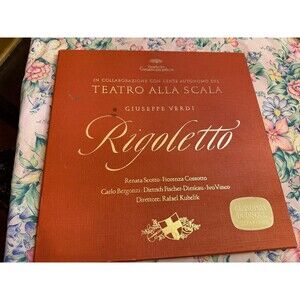 IN COLLABORAZIONE CON L'ENTE AUTONOMO DEL
TEATRO ALLA SCALA
GIUSEPPE VERDI
Rigoletto
Renata Scotto · Fiorenza Cossotto
Carlo Bergonzi · Dietrich Fischer-Dieskau · Ivo Vinco
Direttore: Rafael Kubelik